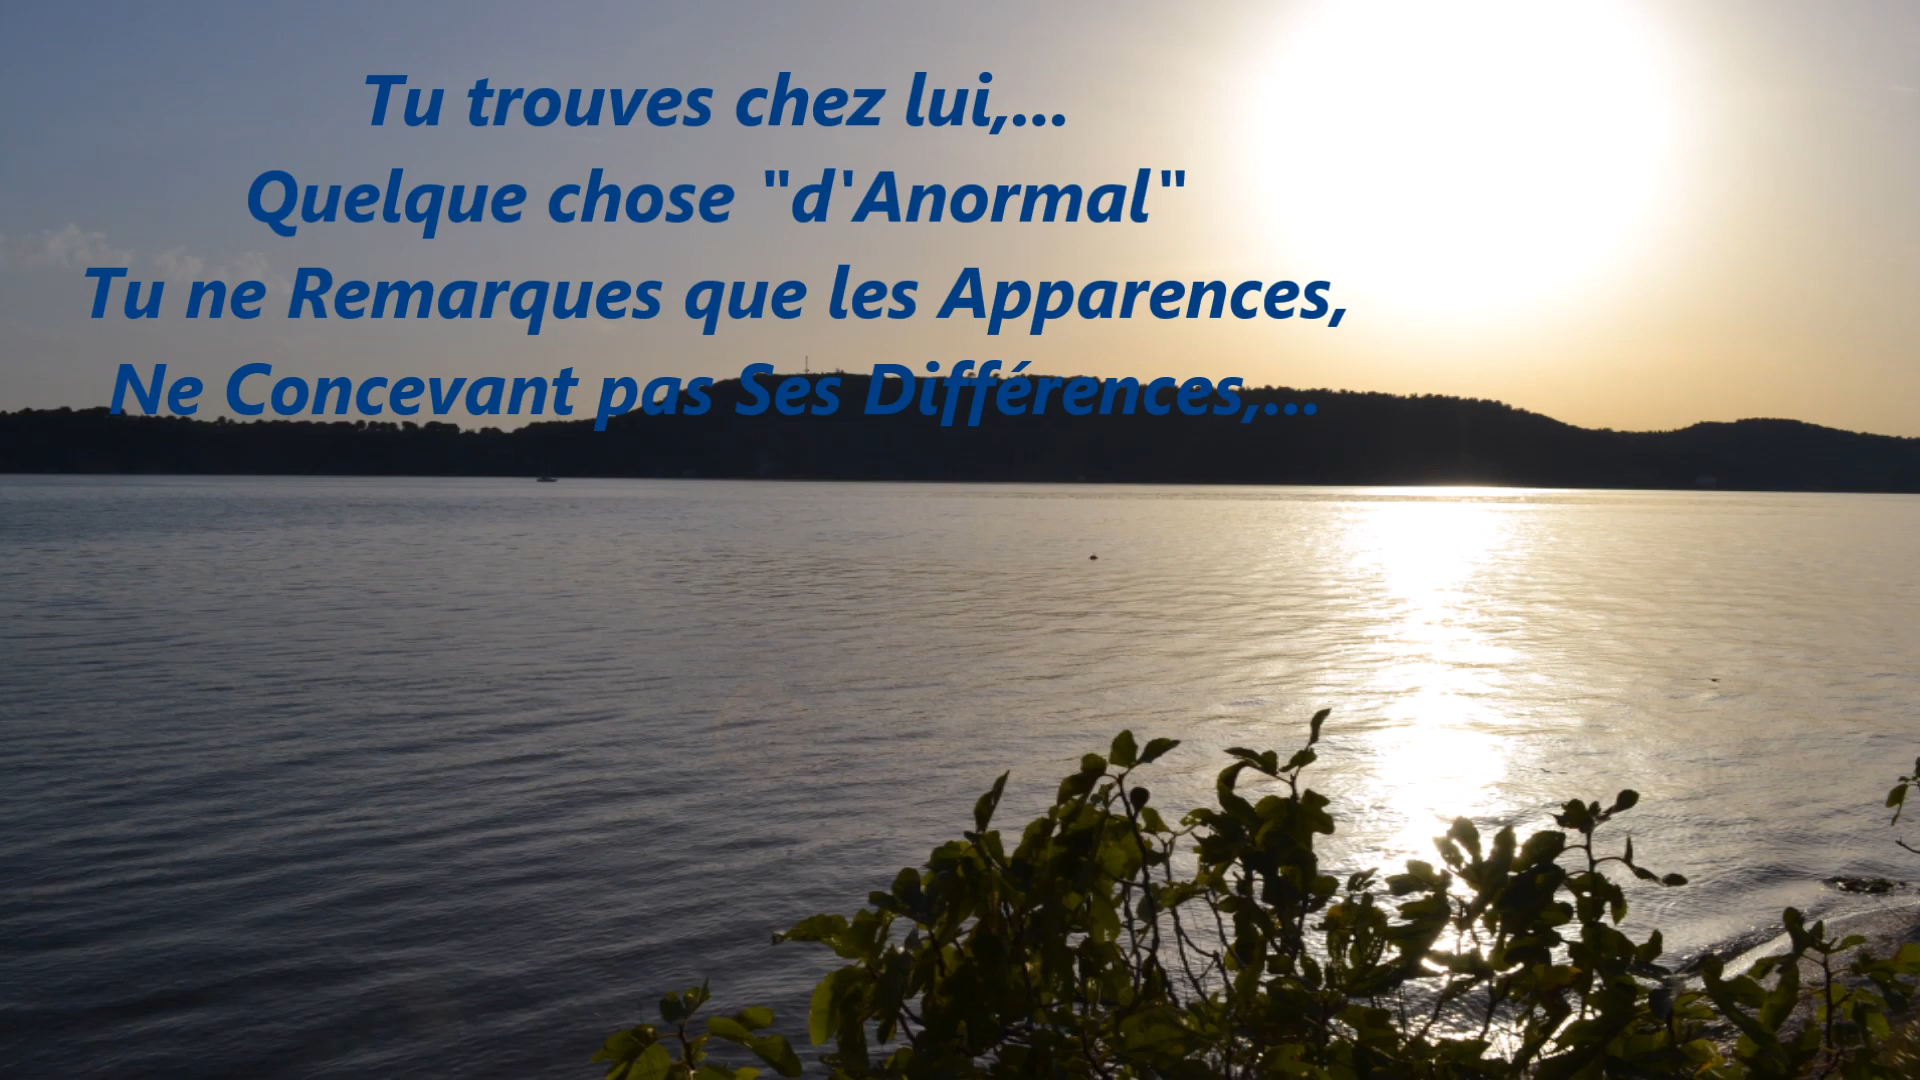 Tu trouves chez lui,...
Quelque chose "d'Anormal"
Tu ne Remarques que les Apparences,
Ne Concevant pas Ses Différences,...